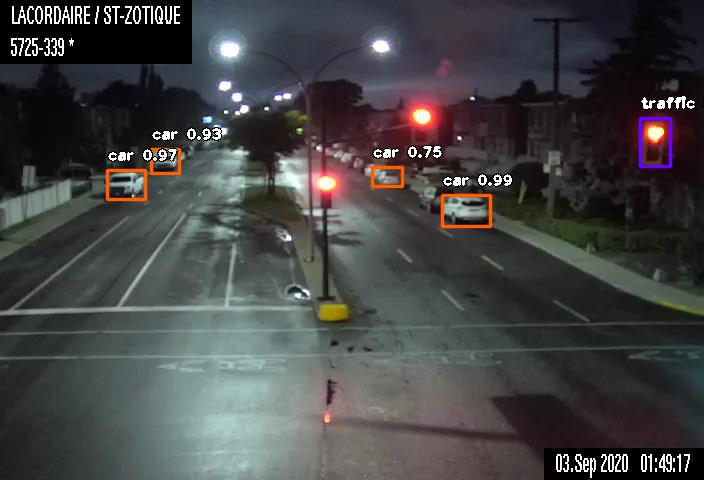 LACORDAIRE / ST-ZOTIQUE
5725-339 *
traffic
car 0.93
car 0.97
car 0.75
car 0.99
03.Sep 2020 01:49:17